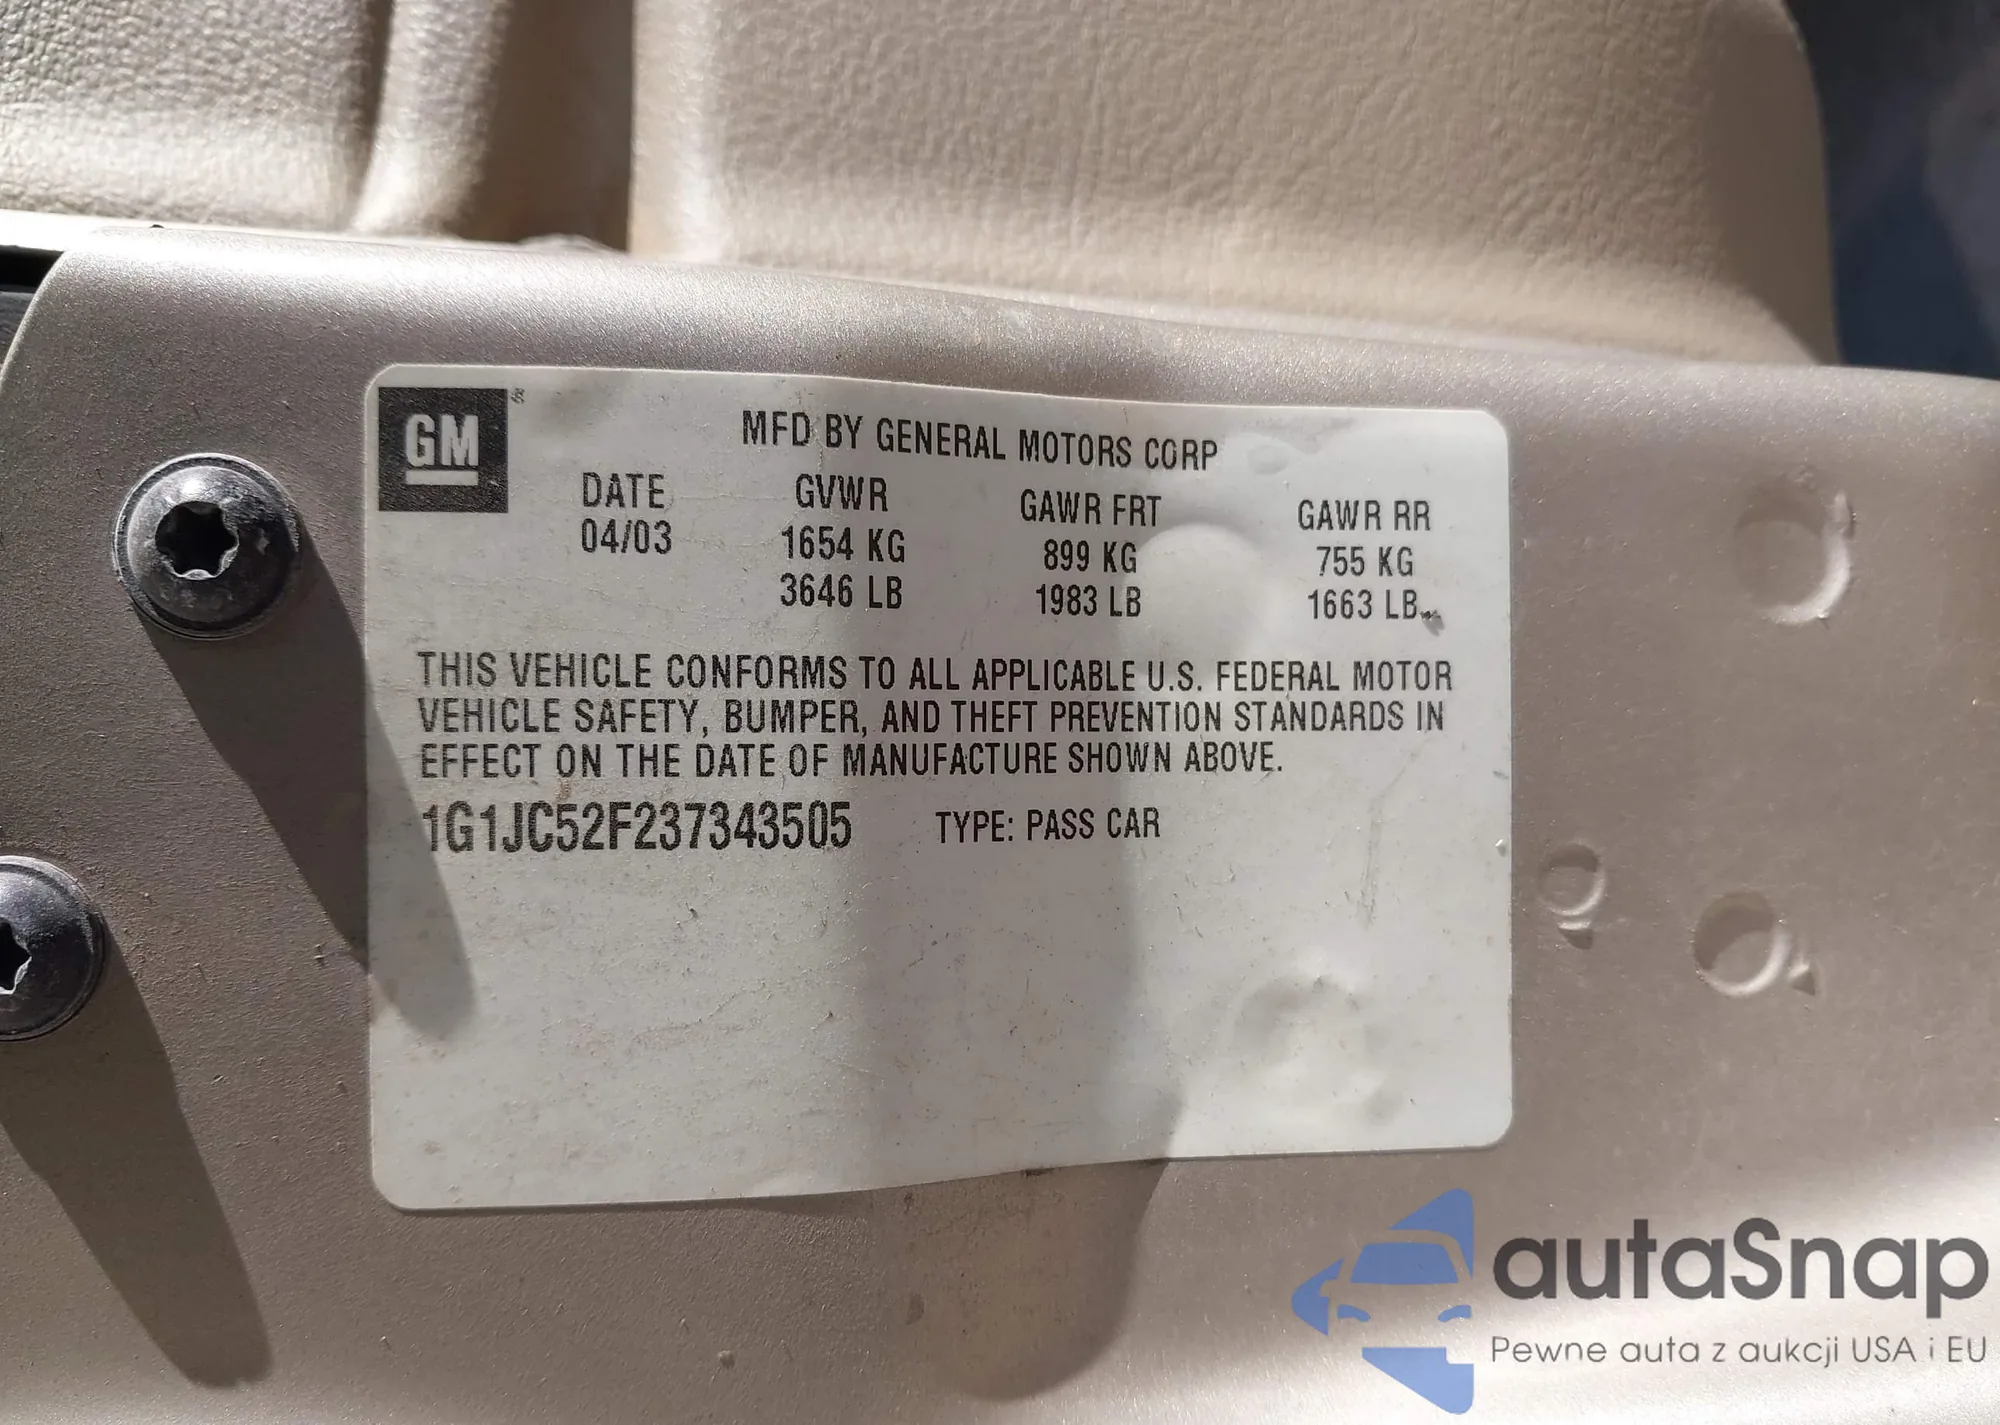 GM®
MFD BY GENERAL MOTORS CORP
DATE GVWR GAWR FRT GAWR RR
04/03 1654 KG 899 KG 755 KG
3646 LB 1983 LB 1663 LB
THIS VEHICLE CONFORMS TO ALL APPLICABLE U.S. FEDERAL MOTOR
VEHICLE SAFETY, BUMPER, AND THEFT PREVENTION STANDARDS IN
EFFECT ON THE DATE OF MANUFACTURE SHOWN ABOVE.
1G1JC52F237343505 TYPE: PASS CAR
autaSnap
Pewne auta z aukcji USA i EU